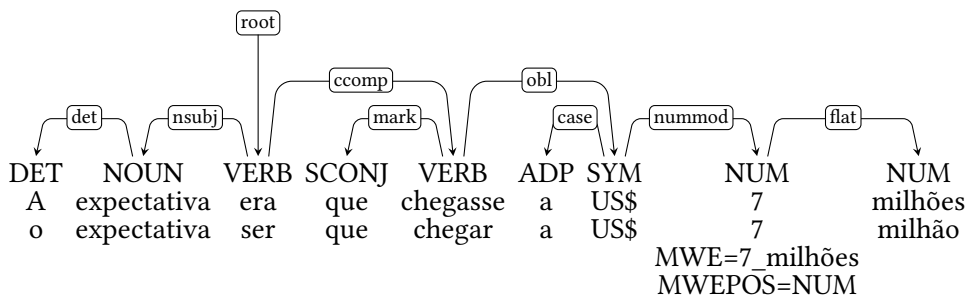 root
ccomp obl
det nsubj mark case nummod flat
DET NOUN VERB SCONJ VERB ADP SYM NUM NUM
A expectativa era que chegasse a US$ 7 milhões
o expectativa ser que chegar a US$ 7 milhão
MWE=7_milhões
MWEPOS=NUM